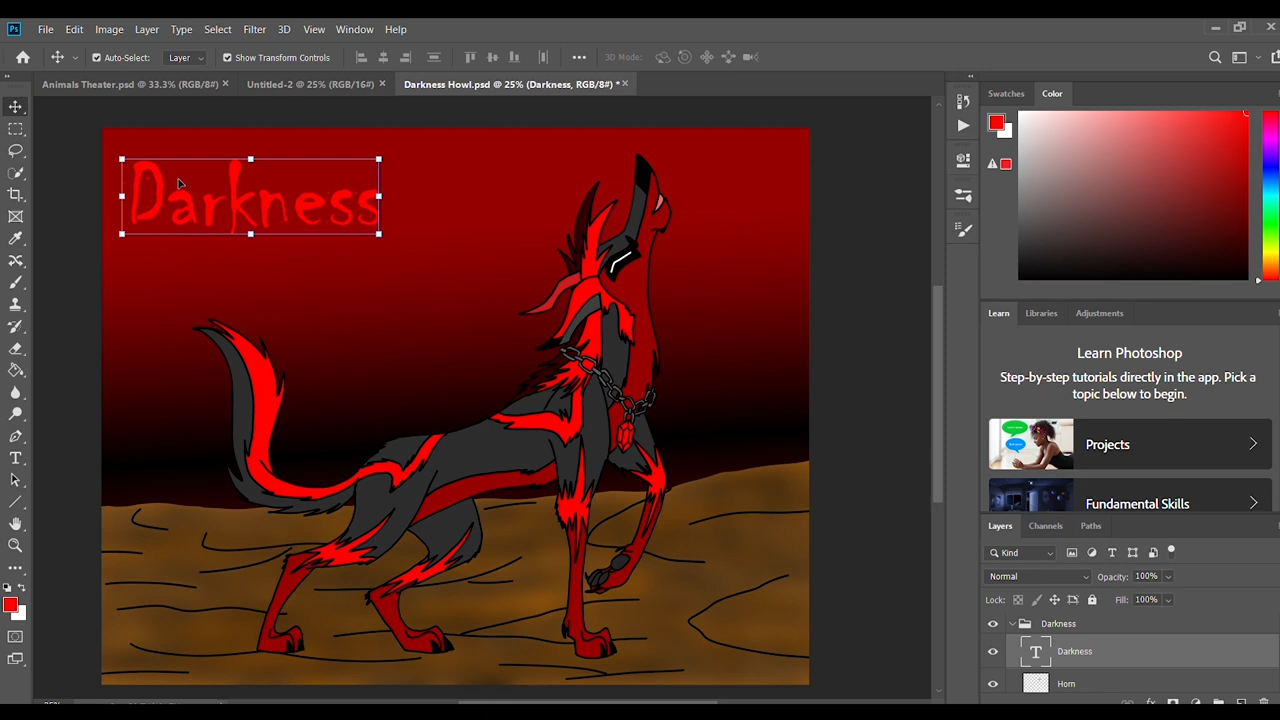 Ps File Edit Image Layer Type Select Filter 3D View Window Help
Auto-Select: Layer Show Transform Controls 3D Mode:
Animals Theater.psd @ 33.3% (RGB/8#) Untitled-2 @ 25% (RGB/16#) Darkness Howl.psd @ 25% (Darkness, RGB/8#) *
Swatches Color
Darkness
Learn Libraries Adjustments
Learn Photoshop
Step-by-step tutorials directly in the app. Pick a
topic below to begin.
Projects
Fundamental Skills
Layers Channels Paths
Kind
Normal Opacity: 100%
Lock: Fill: 100%
Darkness
T Darkness
Horn